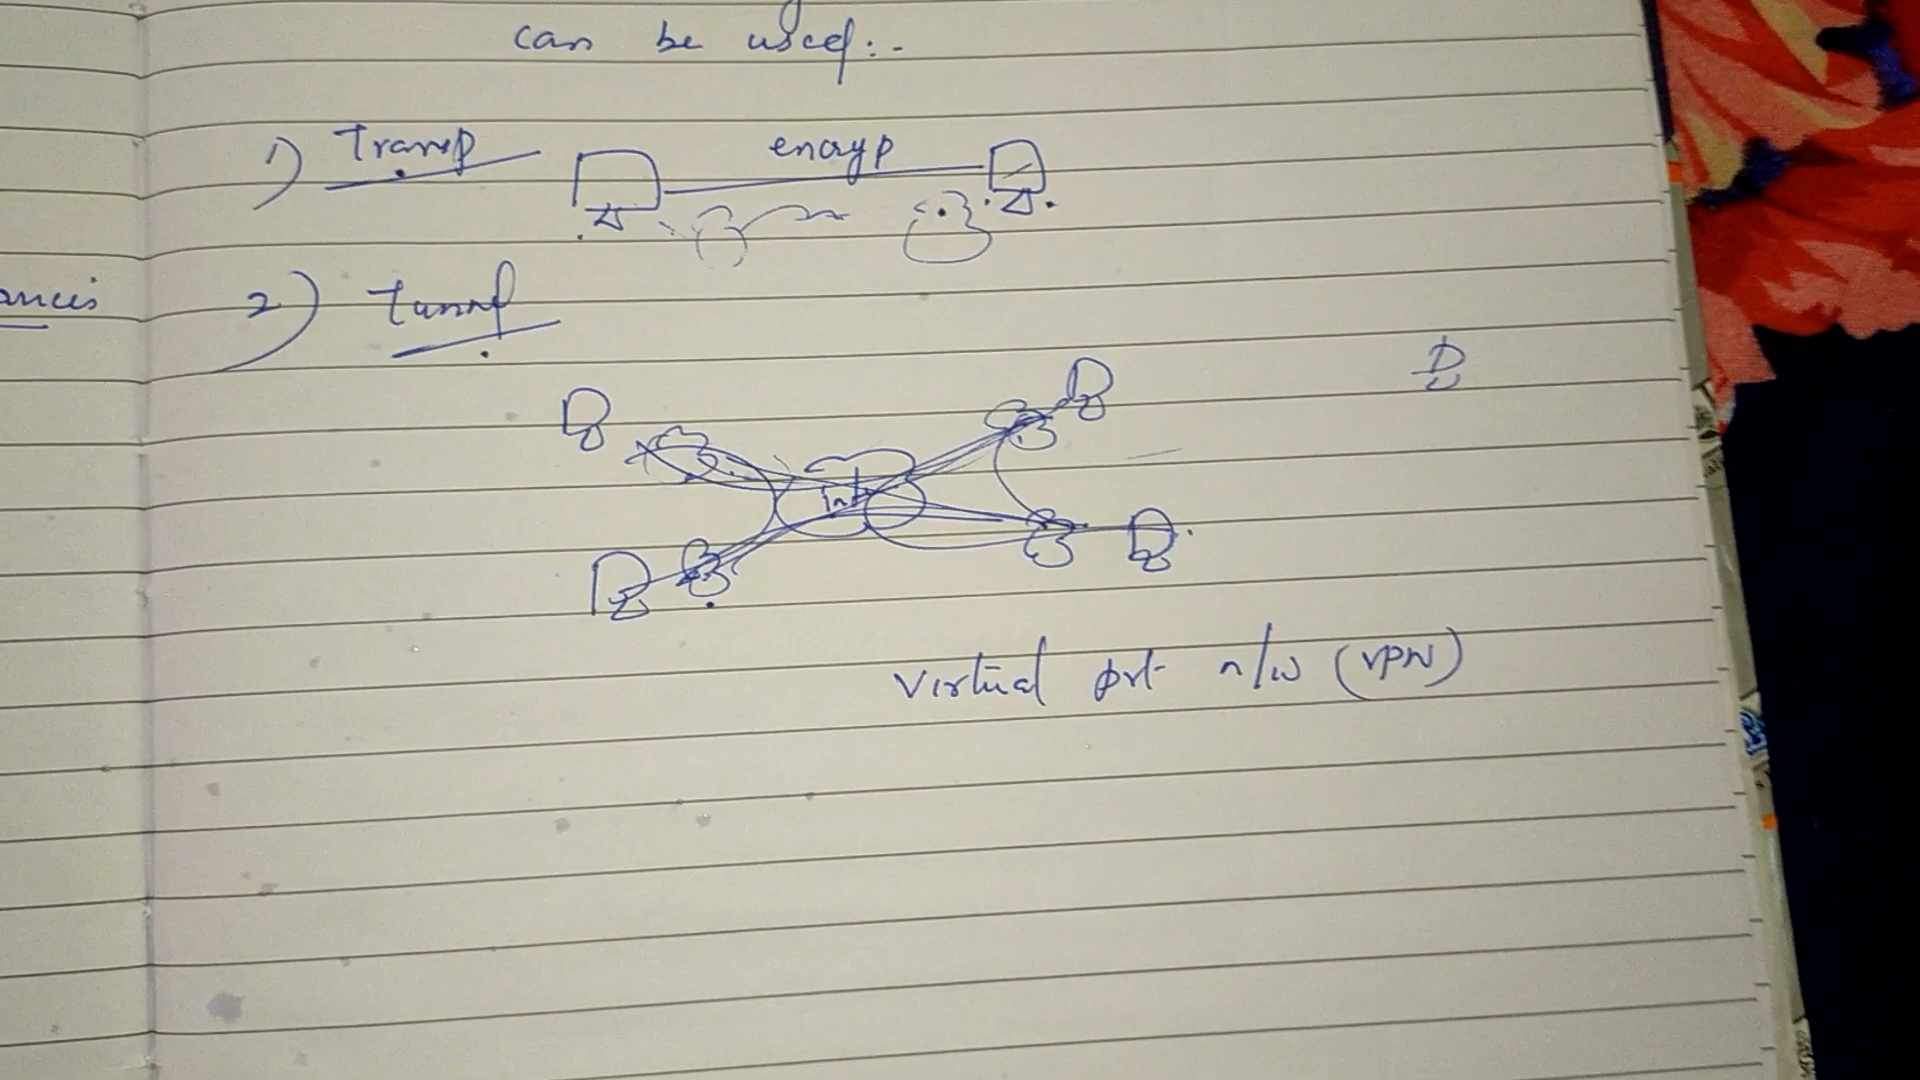 can be used:-
1) Transp encryp
ances
2) Tunnel
Int
Virtual prt n/w (VPN)